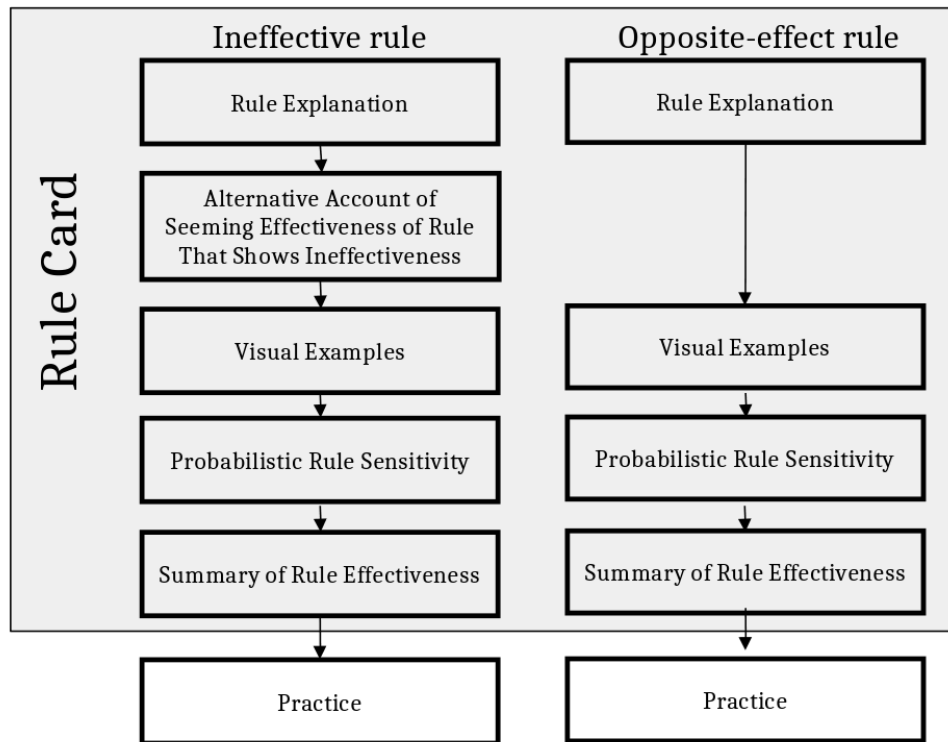 Rule Card
Ineffective rule
Rule Explanation
Alternative Account of
Seeming Effectiveness of Rule
That Shows Ineffectiveness
Visual Examples
Probabilistic Rule Sensitivity
Summary of Rule Effectiveness
Practice
Opposite-effect rule
Rule Explanation
Visual Examples
Probabilistic Rule Sensitivity
Summary of Rule Effectiveness
Practice